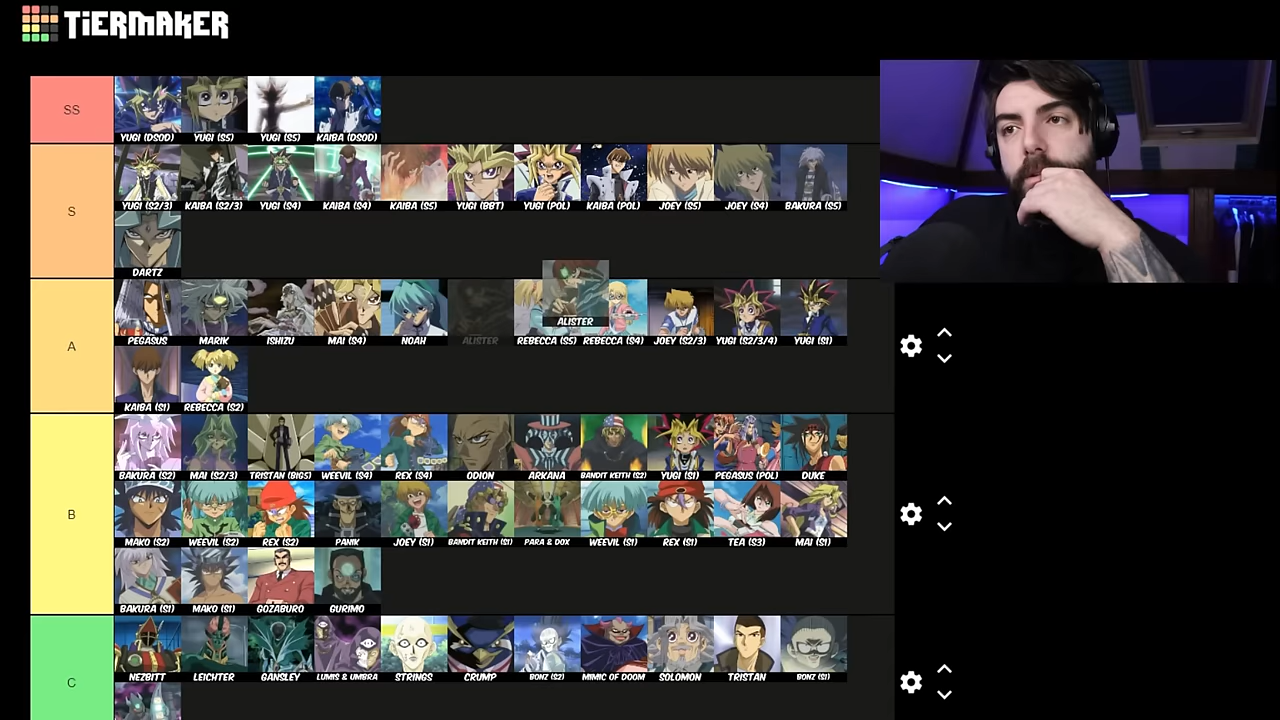 TIERMAKER
SS
YUGI (DSOD) YUGI (S5) YUGI (S5) KAIBA (DSOD)
S
YUGI (S2/3) KAIBA (S2/3) YUGI (S4) KAIBA (S4) KAIBA (S5) YUGI (BBT) YUGI (POL) KAIBA (POL) JOEY (S5) JOEY (S4) BAKURA (S5)
DARTZ
ALISTER
A
PEGASUS MARIK ISHIZU MAI (S4) NOAH ALISTER REBECCA (S5) REBECCA (S4) JOEY (S2/3) YUGI (S2/3/4) YUGI (S1)
KAIBA (S1) REBECCA (S2)
B
BAKURA (S2) MAI (S2/3) TRISTAN (BIG5) WEEVIL (S4) REX (S4) ODION ARKANA BANDIT KEITH (S2) YUGI (S1) PEGASUS (POL) DUKE
MAKO (S2) WEEVIL (S2) REX (S2) PANIK JOEY (S1) BANDIT KEITH (S1) PARA & DOX WEEVIL (S1) REX (S1) TEA (S3) MAI (S1)
BAKURA (S1) MAKO (S1) GOZABURO GURIMO
C
NEZBITT LEICHTER GANSLEY LUMIS & UMBRA STRINGS CRUMP BONZ (S2) MIMIC OF DOOM SOLOMON TRISTAN BONZ (S1)